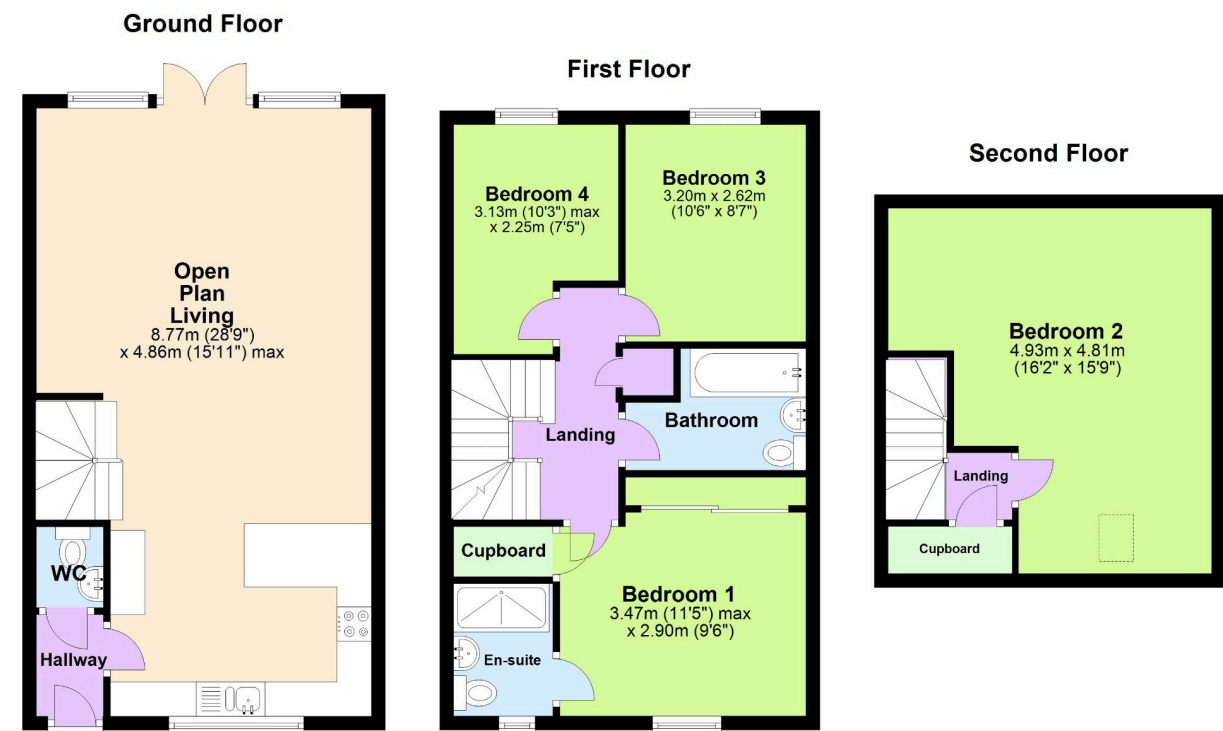 Ground Floor
Open
Plan
Living
8.77m (28'9")
x 4.86m (15'11") max
WC
Hallway
First Floor
Bedroom 4
3.13m (10'3") max
x 2.25m (7'5")
Bedroom 3
3.20m x 2.62m
(10'6" x 8'7")
Bathroom
Landing
Cupboard
Bedroom 1
3.47m (11'5") max
x 2.90m (9'6")
En-suite
Second Floor
Bedroom 2
4.93m x 4.81m
(16'2" x 15'9")
Landing
Cupboard